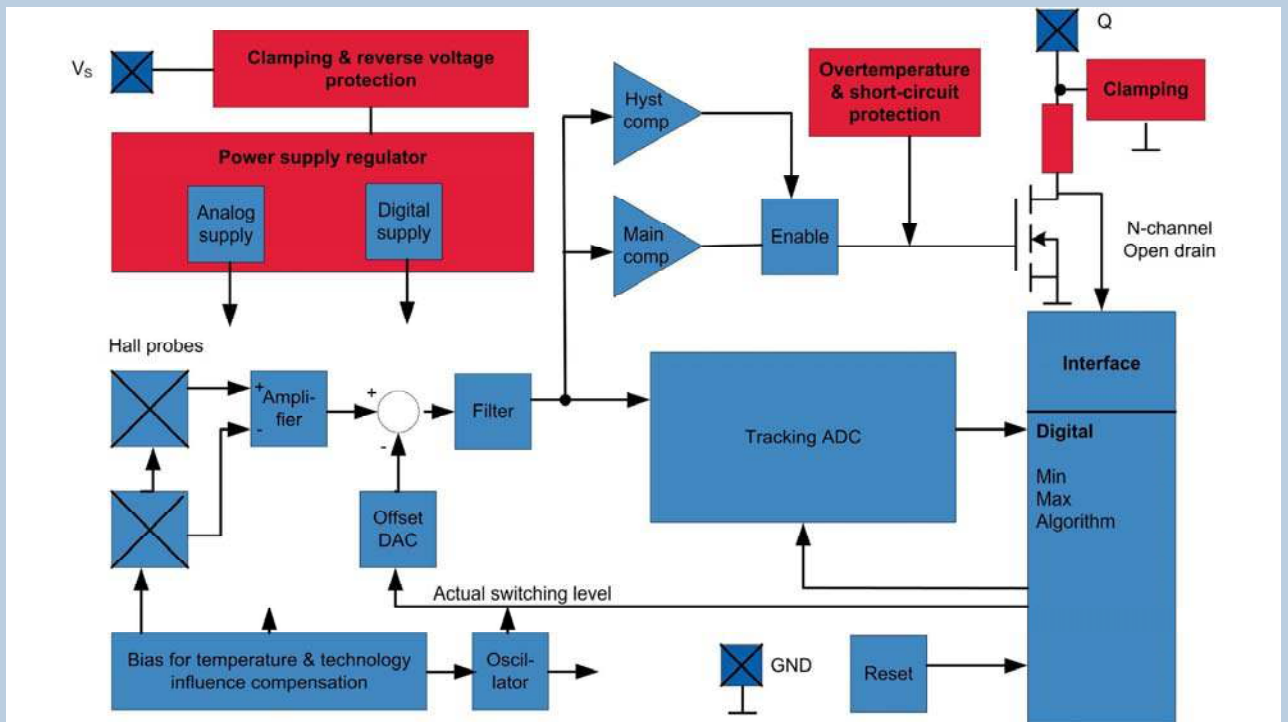 Q
V_S
Clamping & reverse voltage
protection
Hyst
comp
Overtemperature
& short-circuit
protection
Clamping
Power supply regulator
Analog
supply
Digital
supply
Main
comp
Enable
N-channel
Open drain
Hall probes
+
-
Ampli-
fier
+
-
Filter
Tracking ADC
Interface
Digital
Min
Max
Algorithm
Offset
DAC
Actual switching level
Bias for temperature & technology
influence compensation
Oscil-
lator
GND
Reset